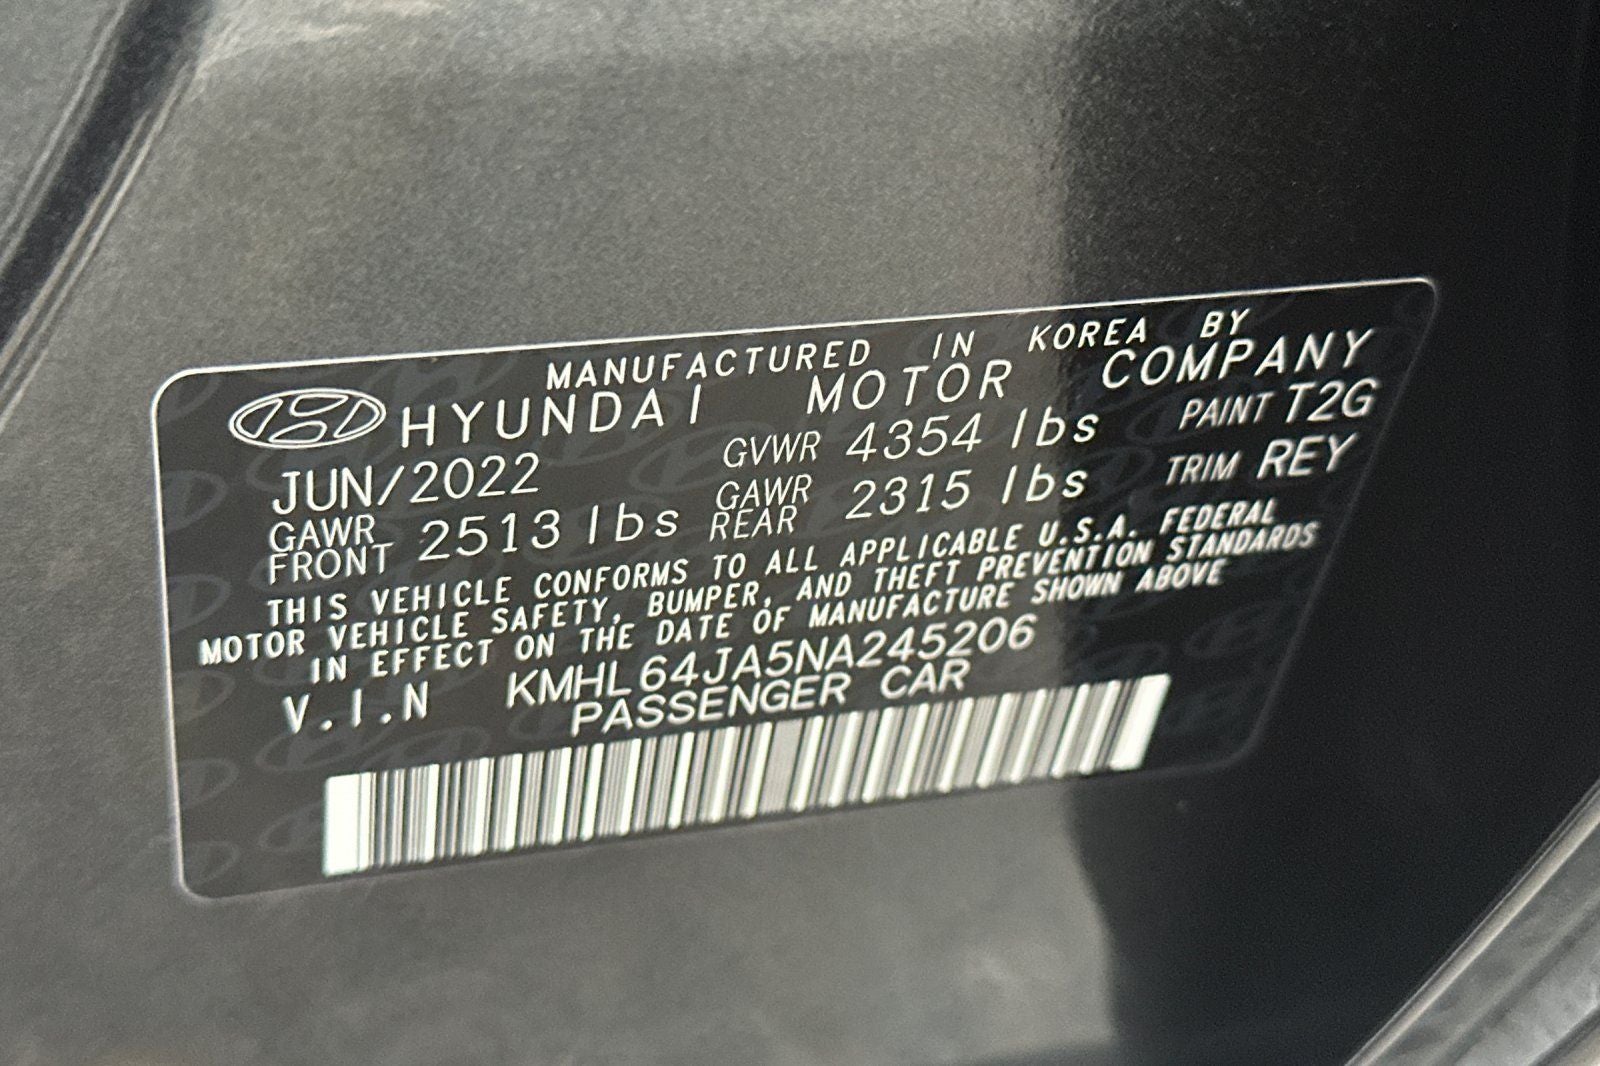 MANUFACTURED IN KOREA BY
HYUNDAI MOTOR COMPANY
JUN/2022 GVWR 4354 lbs PAINT T2G
GAWR FRONT 2513 lbs GAWR REAR 2315 lbs TRIM REY
THIS VEHICLE CONFORMS TO ALL APPLICABLE U.S.A. FEDERAL
MOTOR VEHICLE SAFETY, BUMPER, AND THEFT PREVENTION STANDARDS
IN EFFECT ON THE DATE OF MANUFACTURE SHOWN ABOVE
V.I.N KMHL64JA5NA245206
PASSENGER CAR